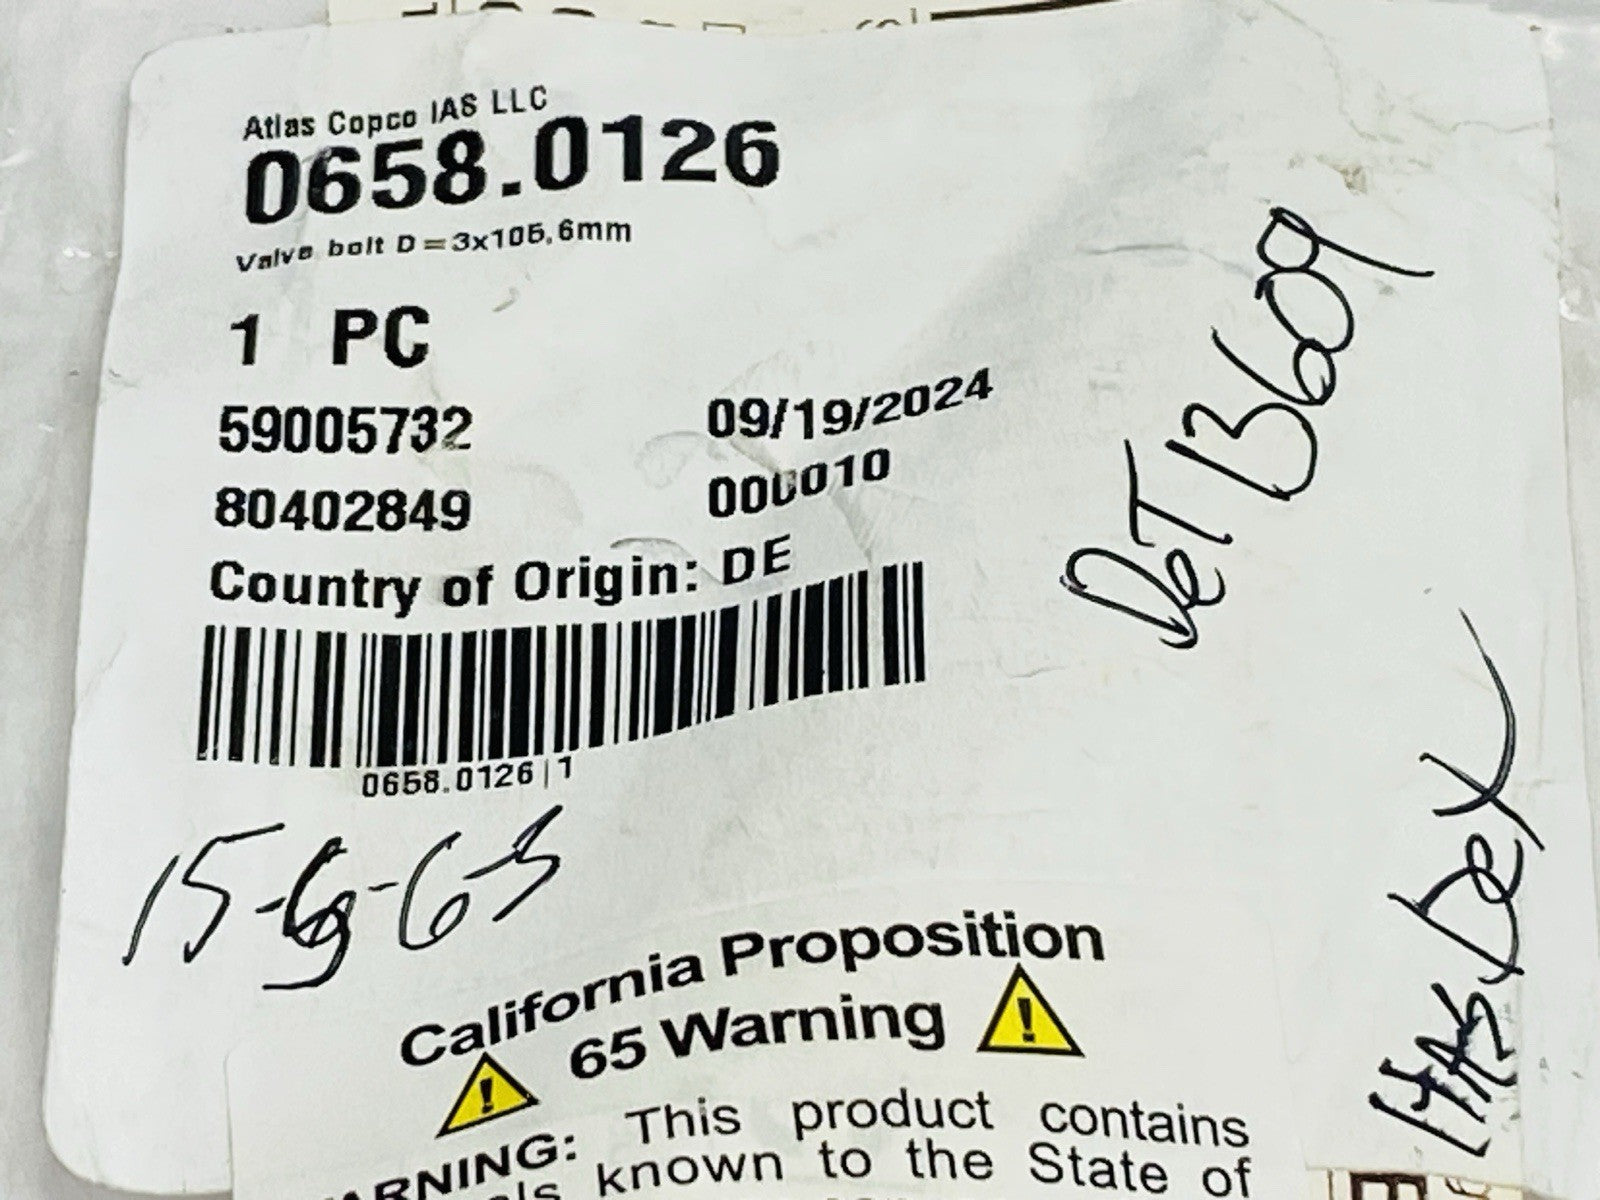 Atlas Copco IAS LLC
0658.0126
Valve bolt D=3x105,6mm
1 PC
59005732 09/19/2024
80402849 000010
Country of Origin: DE
0658.0126|1
DeT 13609
California Proposition
65 Warning
WARNING: This product contains
known to the State of